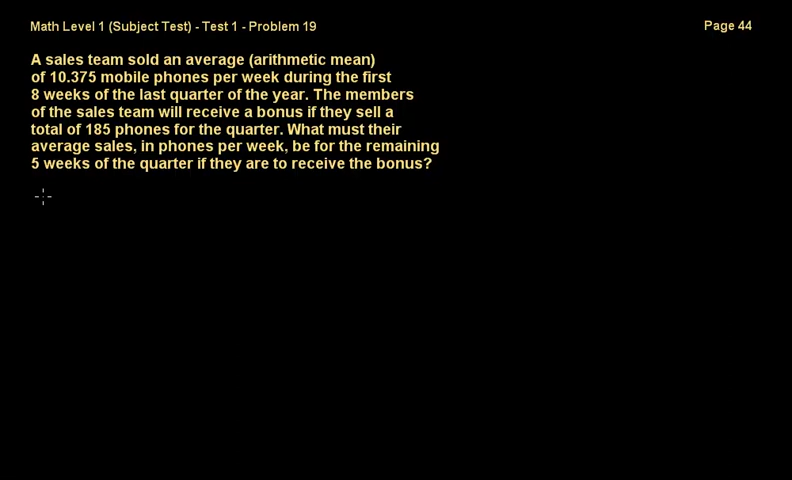 Math Level 1 (Subject Test) - Test 1 - Problem 19
Page 44
A sales team sold an average (arithmetic mean)
of 10.375 mobile phones per week during the first
8 weeks of the last quarter of the year. The members
of the sales team will receive a bonus if they sell a
total of 185 phones for the quarter. What must their
average sales, in phones per week, be for the remaining
5 weeks of the quarter if they are to receive the bonus?